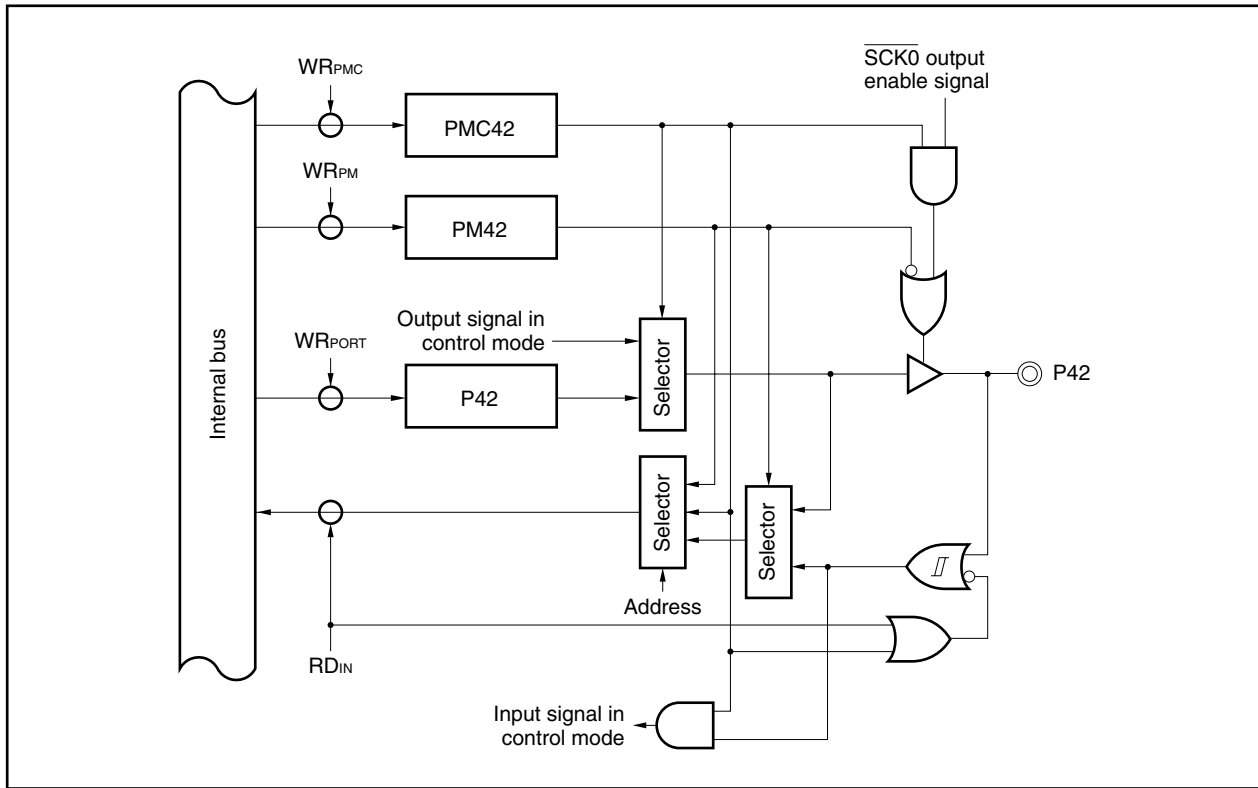 WRPMC
SCK0 output
enable signal
PMC42
WRPM
PM42
Output signal in
control mode
WRPORT
P42
Selector
P42
Internal bus
Selector
Selector
Address
RDIN
Input signal in
control mode